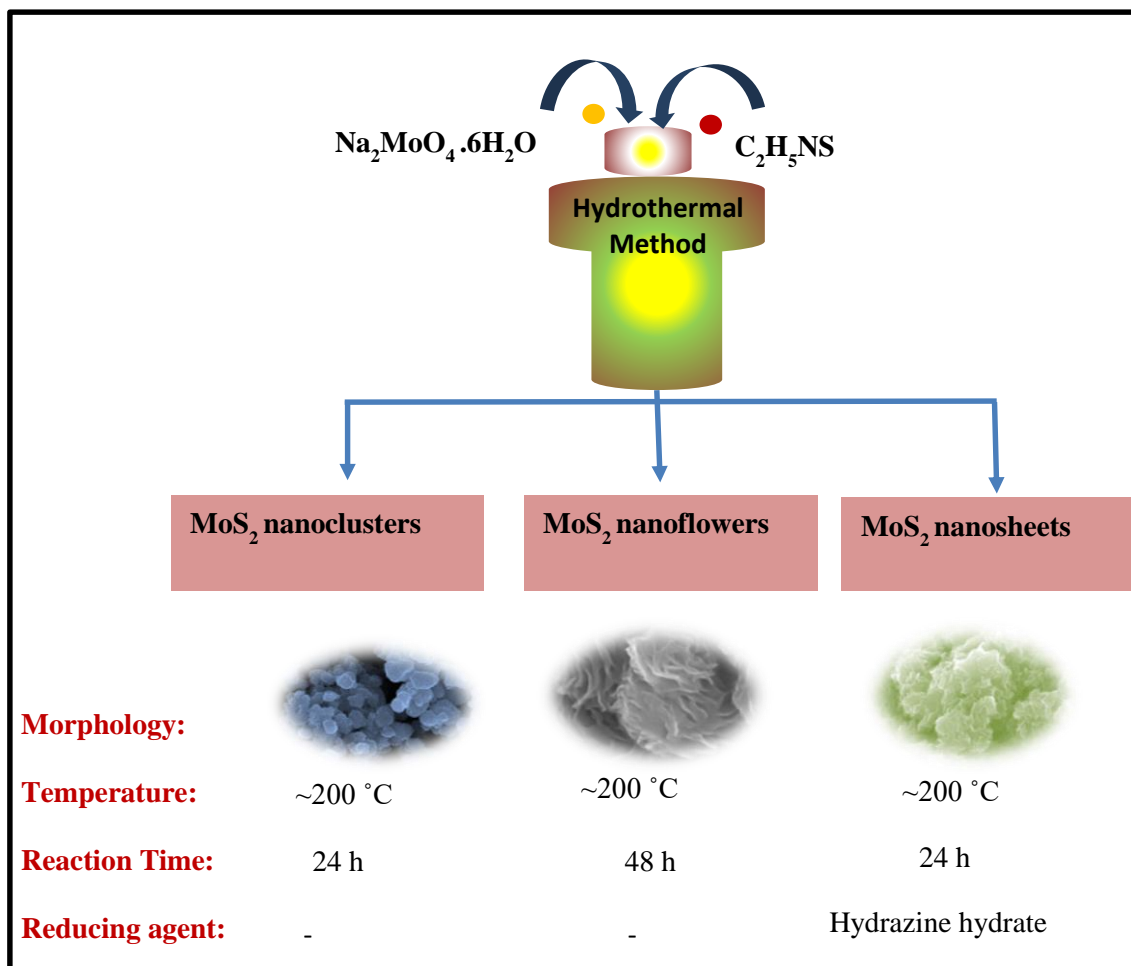 Na₂MoO₄ .6H₂O
C₂H₅NS
Hydrothermal
Method
MoS₂ nanoclusters
MoS₂ nanoflowers
MoS₂ nanosheets
Morphology:
Temperature: ~200 ˚C ~200 ˚C ~200 ˚C
Reaction Time: 24 h 48 h 24 h
Reducing agent: - - Hydrazine hydrate